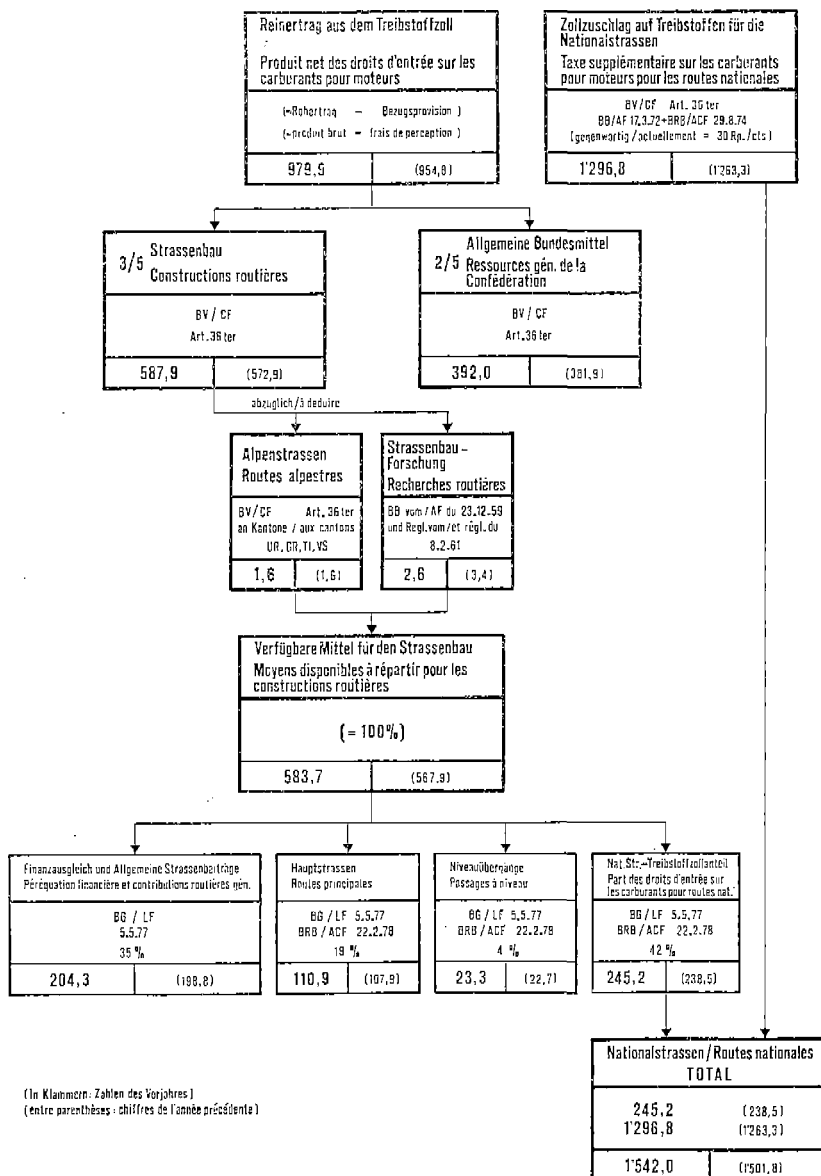 Reinertrag aus dem Treibstoffzoll
Produit net des droits d'entrée sur les
carburants pour moteurs
(=Rohertrag – Bezugsprovision)
(=produit brut – frais de perception)
979,9 (954,8)
Zollzuschlag auf Treibstoffen für die
Nationalstrassen
Taxe supplémentaire sur les carburants
pour moteurs pour les routes nationales
BV/CF Art. 36 ter
BB/AF 17.3.72+BRB/ACF 29.8.74
(gegenwärtig/actuellement = 30 Rp./cts)
1'296,8 (1'263,3)
3/5 Strassenbau
Constructions routières
BV / CF
Art. 36 ter
587,9 (572,9)
Allgemeine Bundesmittel
2/5 Ressources gén. de la
Confédération
BV / CF
Art. 36 ter
392,0 (381,9)
abzüglich/à deduire
Alpenstrassen
Routes alpestres
BV/CF Art. 36 ter
an Kantone / aux cantons
UR, GR, TI, VS
1,6 (1,6)
Strassenbau –
Forschung
Recherches routières
BB vom/AF du 23.12.59
und Regl. vom/et régl. du
8.2.61
2,6 (3,4)
Verfügbare Mittel für den Strassenbau
Moyens disponibles à répartir pour les
constructions routières
(= 100%)
583,7 (567,9)
Finanzausgleich und Allgemeine Strassenbeiträge
Péréquation financière et contributions routières gén.
BG / LF
5.5.77
35 %
204,3 (198,8)
Hauptstrassen
Routes principales
BG / LF 5.5.77
BRB / ACF 22.2.78
19 %
110,9 (107,9)
Niveauübergänge
Passages à niveau
BG / LF 5.5.77
BRB / ACF 22.2.78
4 %
23,3 (22,7)
Nat.Str.-Treibstoffzollanteil
Part des droits d'entrée sur
les carburants pour routes nat.
BG / LF 5.5.77
BRB / ACF 22.2.78
42 %
245,2 (238,5)
Nationalstrassen/Routes nationales
TOTAL
245,2 (238,5)
1'296,8 (1'263,3)
1'542,0 (1'501,8)
(In Klammern: Zahlen des Vorjahres)
(entre parenthèses : chiffres de l'année précédente)